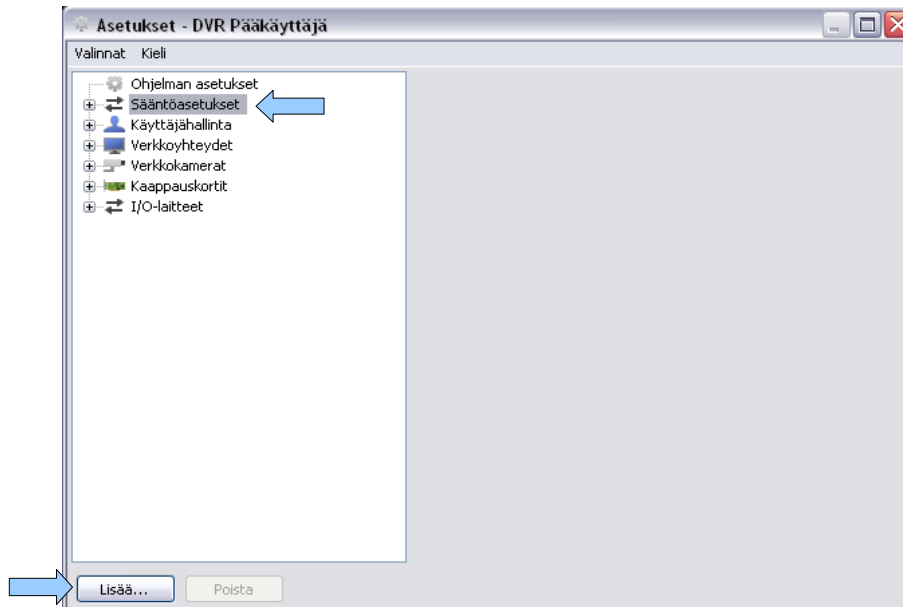 Asetukset - DVR Pääkäyttäjä
Valinnat Kieli
Ohjelman asetukset
Sääntöasetukset
Käyttäjähallinta
Verkkoyhteydet
Verkkokamerat
Kaappauskortit
I/O-laitteet
Lisää... Poista